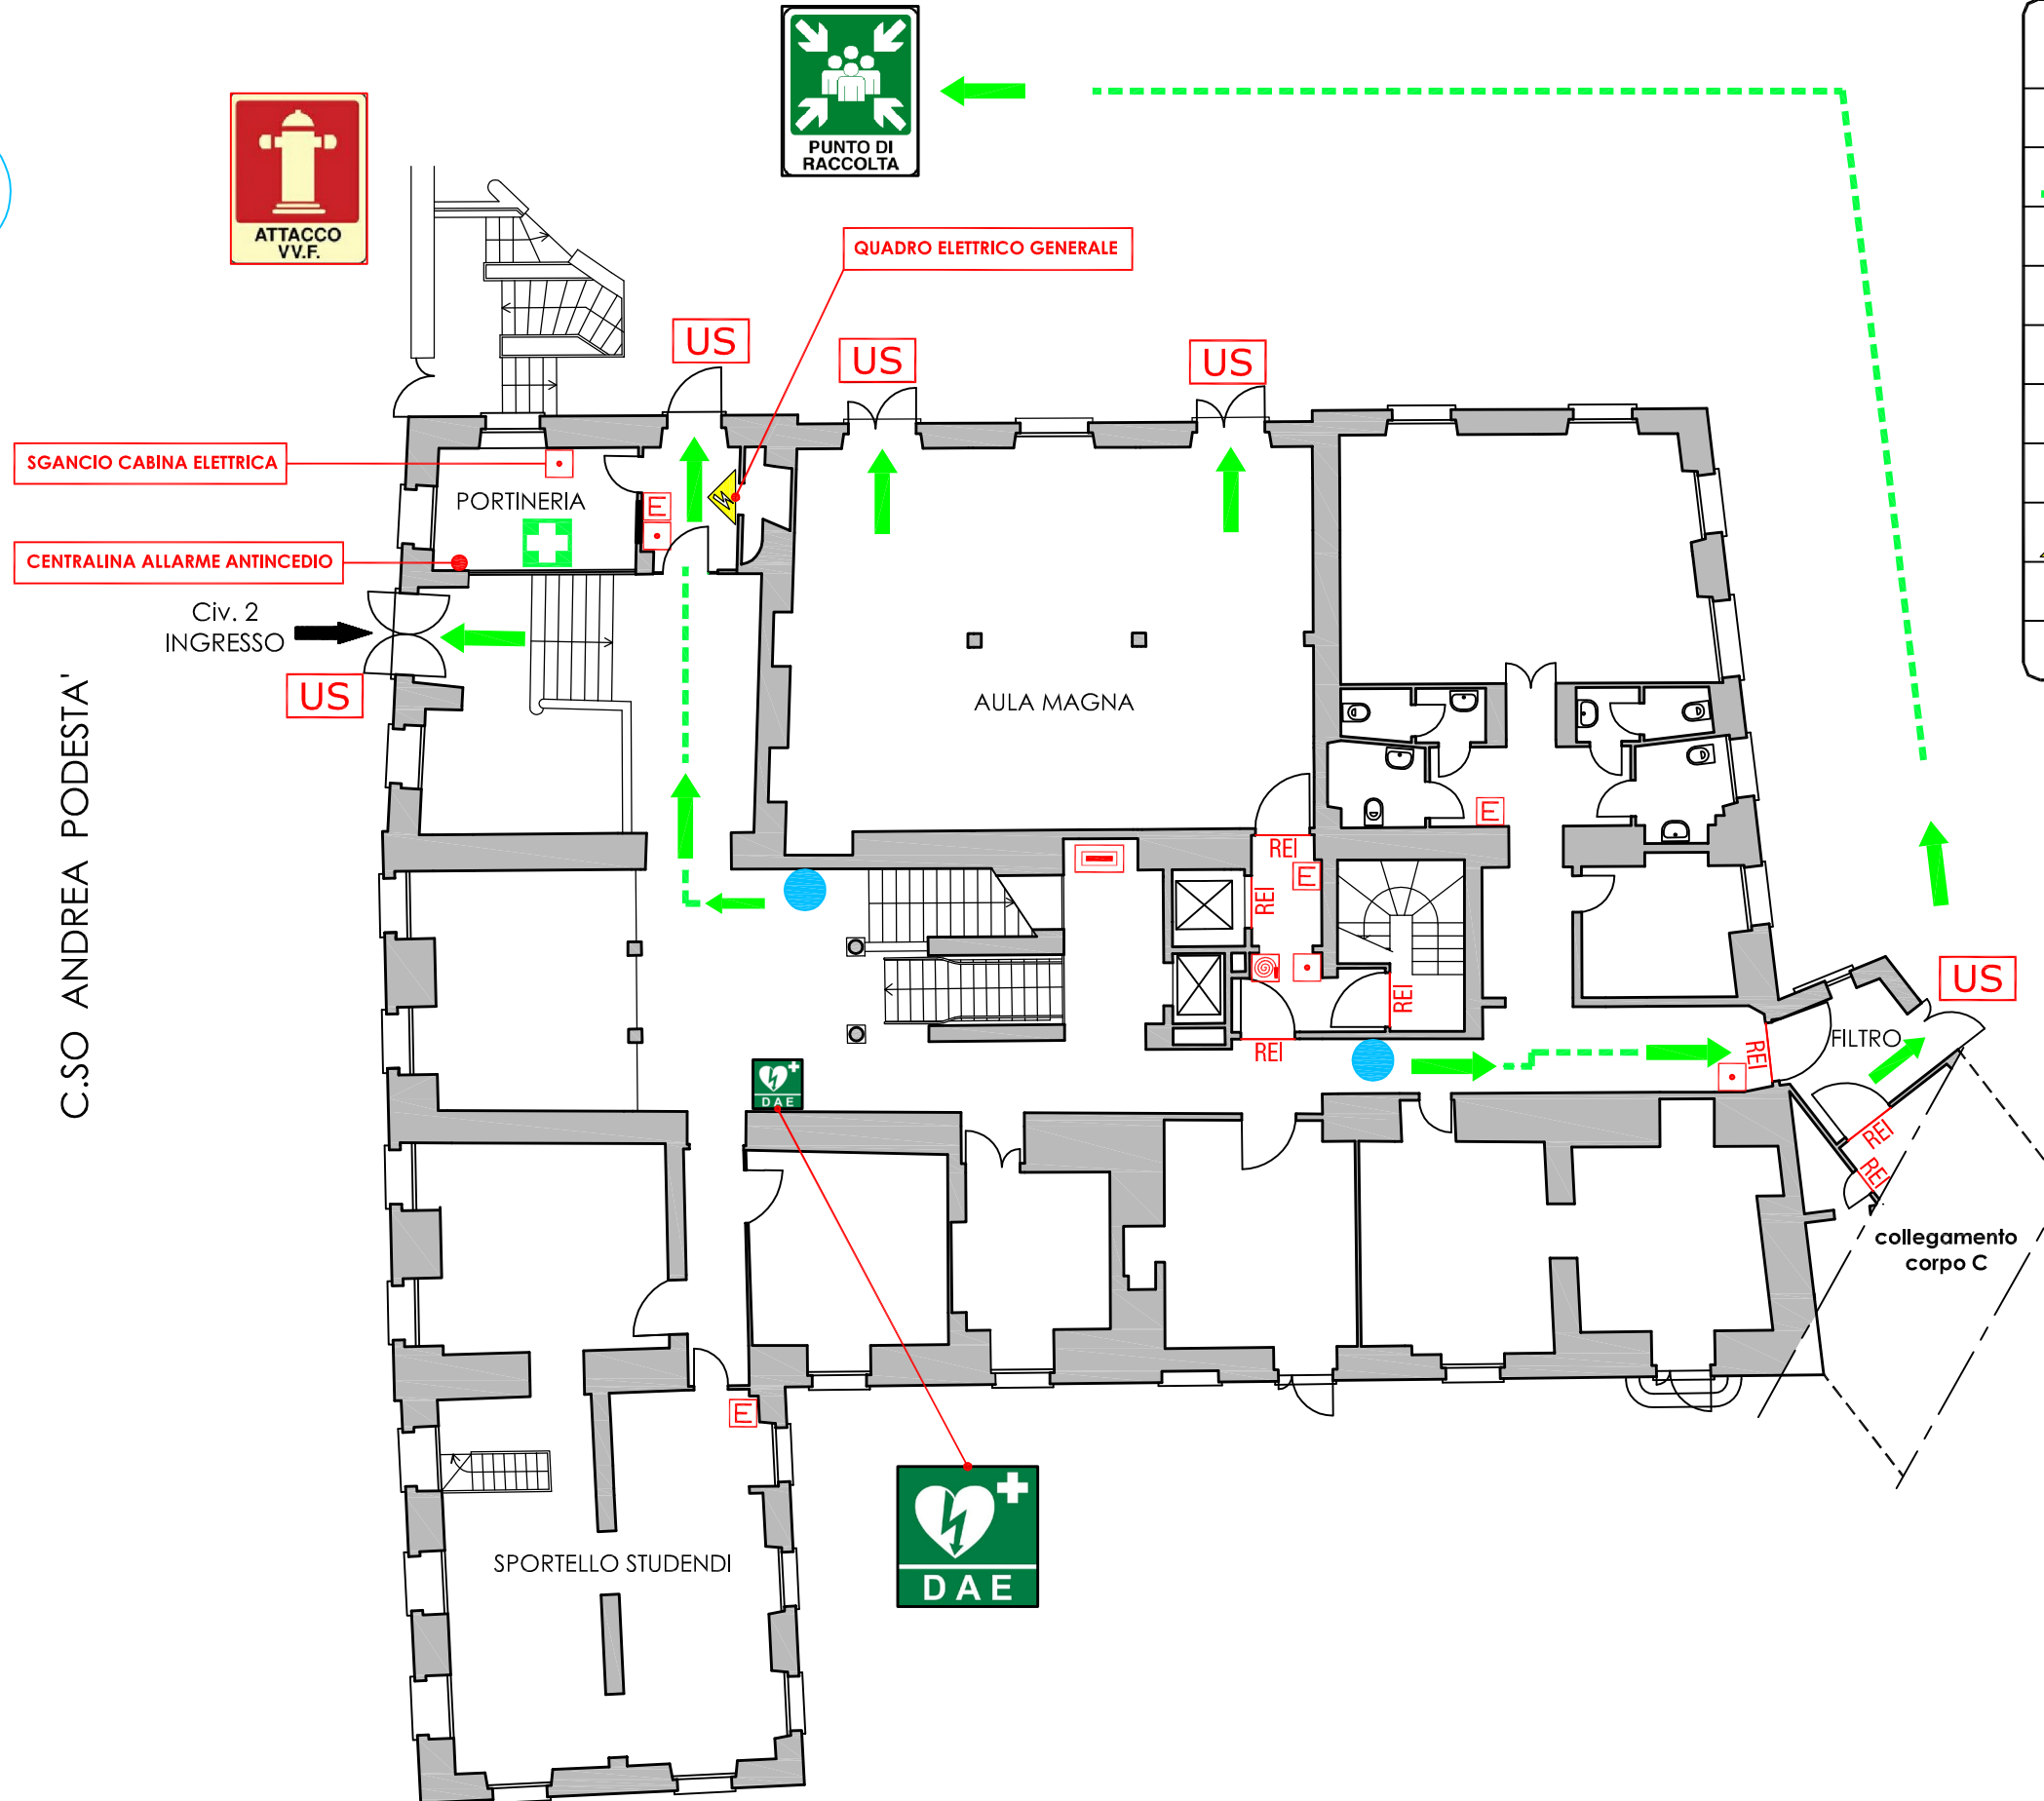 PUNTO DI
RACCOLTA
ATTACCO
VV.F.
QUADRO ELETTRICO GENERALE
US
US
US
SGANCIO CABINA ELETTRICA
PORTINERIA
E
CENTRALINA ALLARME ANTINCEDIO
Civ. 2
INGRESSO
US
AULA MAGNA
C.SO ANDREA PODESTA'
E
REI
E
REI
REI
REI
US
FILTRO
REI
DAE
REI
REI
collegamento
corpo C
E
SPORTELLO STUDENDI
DAE